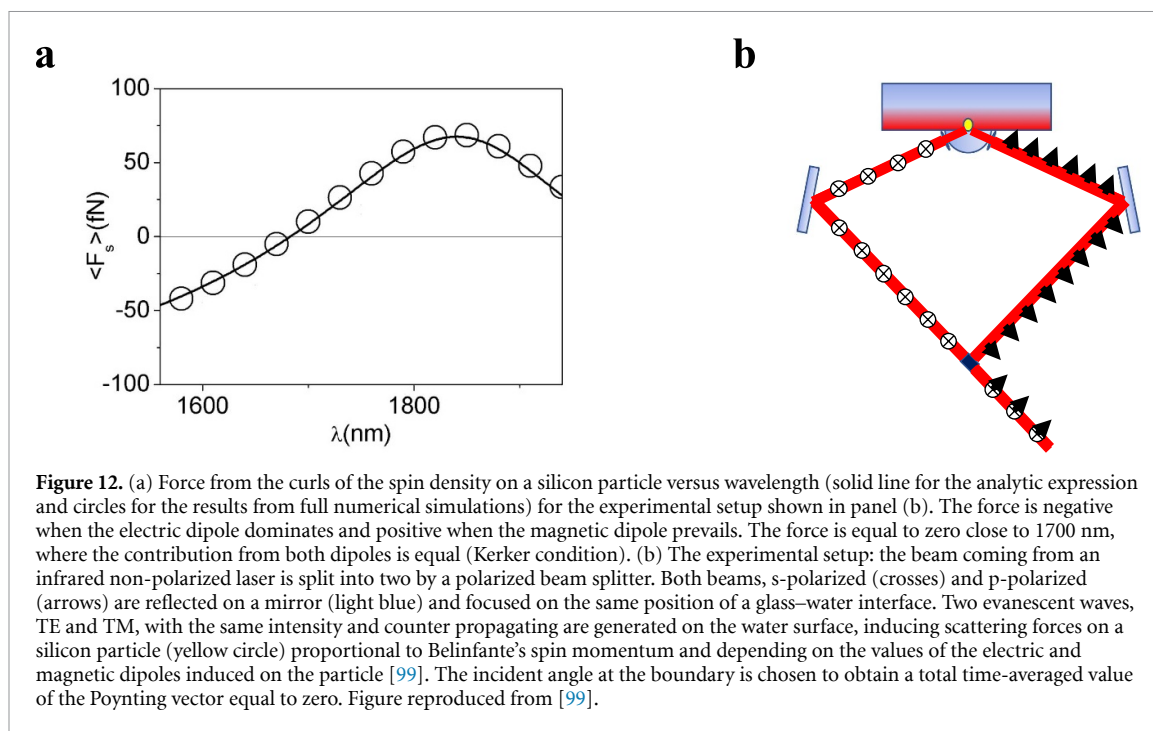 a
b
100
50
0
-50
-100
<Fs>(fN)
1600
1800
λ(nm)
Figure 12. (a) Force from the curls of the spin density on a silicon particle versus wavelength (solid line for the analytic expression
and circles for the results from full numerical simulations) for the experimental setup shown in panel (b). The force is negative
when the electric dipole dominates and positive when the magnetic dipole prevails. The force is equal to zero close to 1700 nm,
where the contribution from both dipoles is equal (Kerker condition). (b) The experimental setup: the beam coming from an
infrared non-polarized laser is split into two by a polarized beam splitter. Both beams, s-polarized (crosses) and p-polarized
(arrows) are reflected on a mirror (light blue) and focused on the same position of a glass–water interface. Two evanescent waves,
TE and TM, with the same intensity and counter propagating are generated on the water surface, inducing scattering forces on a
silicon particle (yellow circle) proportional to Belinfante's spin momentum and depending on the values of the electric and
magnetic dipoles induced on the particle [99]. The incident angle at the boundary is chosen to obtain a total time-averaged value
of the Poynting vector equal to zero. Figure reproduced from [99].